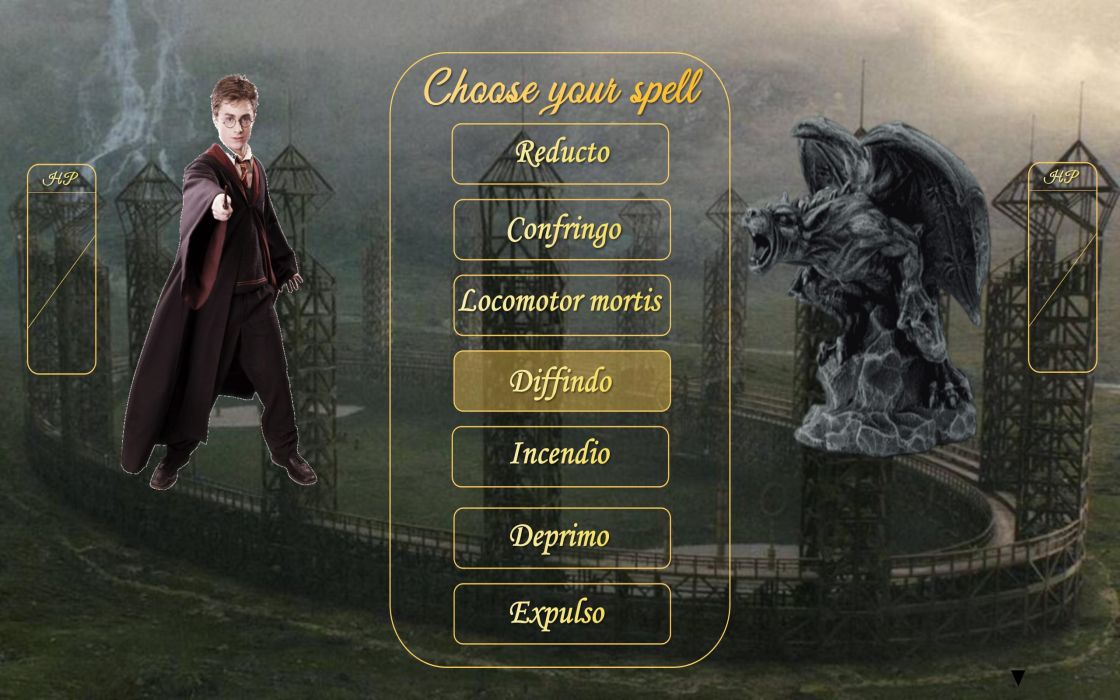 Choose your spell
HP
HP
Reducto
Confringo
Locomotor mortis
Diffindo
Incendio
Deprimo
Expulso